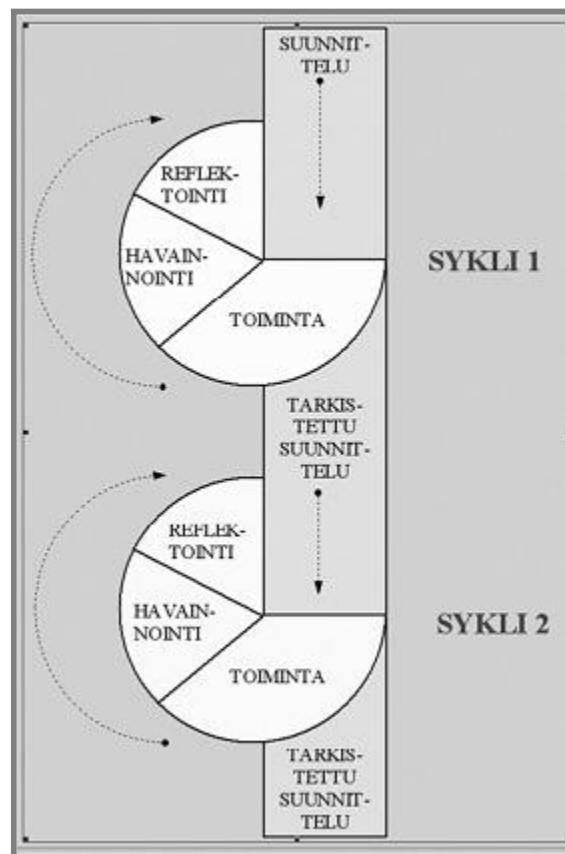 SUUNNIT-
TELU
REFLEK-
TOINTI
HAVAIN-
NOINTI
TOIMINTA
SYKLI 1
TARKIS-
TETTU
SUUNNIT-
TELU
REFLEK-
TOINTI
HAVAIN-
NOINTI
TOIMINTA
SYKLI 2
TARKIS-
TETTU
SUUNNIT-
TELU